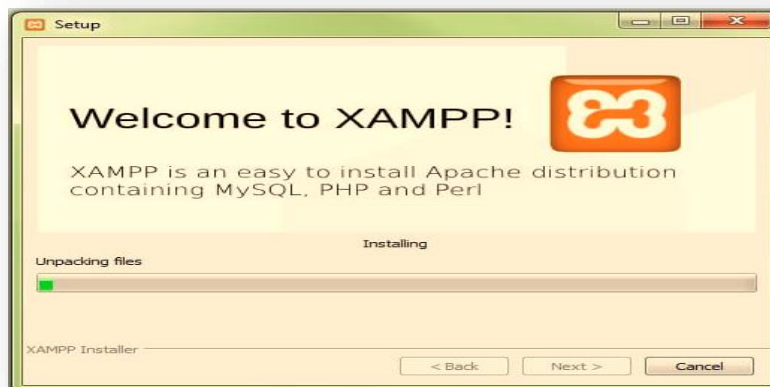 Setup
Welcome to XAMPP!
XAMPP is an easy to install Apache distribution
containing MySQL, PHP and Perl
Installing
Unpacking files
XAMPP Installer
< Back
Next >
Cancel